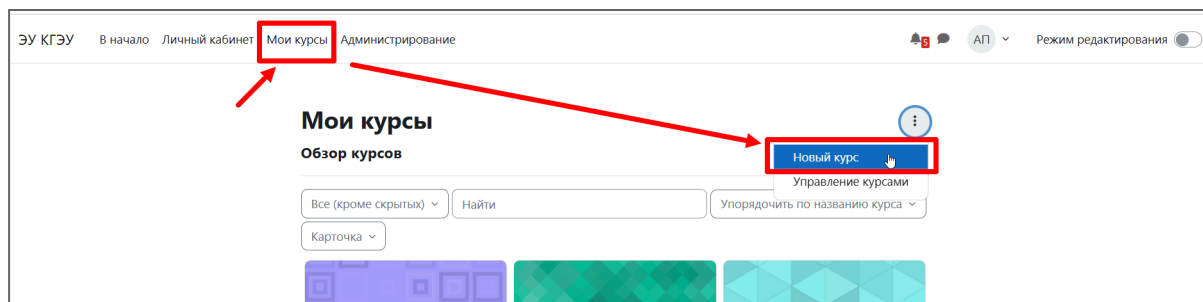 ЭУ КГЭУ В начало Личный кабинет Мои курсы Администрирование 5 АП Режим редактирования
Мои курсы
Обзор курсов
Новый курс
Управление курсами
Все (кроме скрытых) Найти Упорядочить по названию курса
Карточка